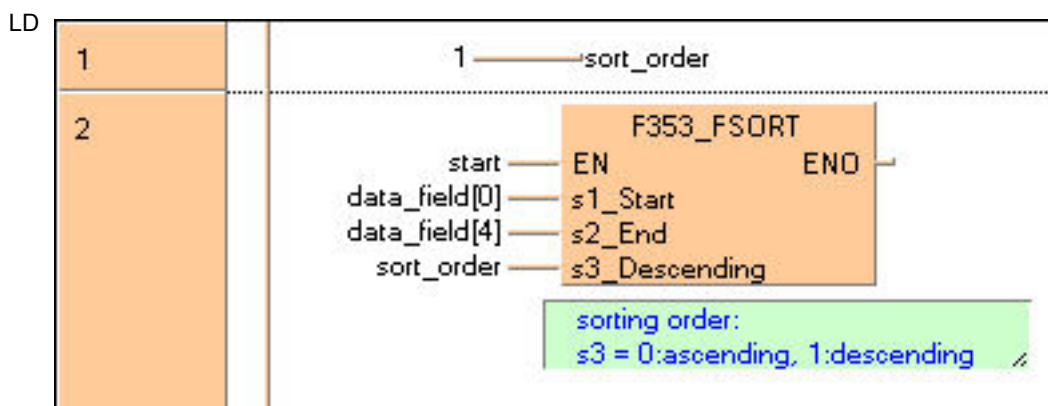 LD
1
1 sort_order
2
F353_FSORT
start EN ENO
data_field[0] s1_Start
data_field[4] s2_End
sort_order s3_Descending
sorting order:
s3 = 0:ascending, 1:descending